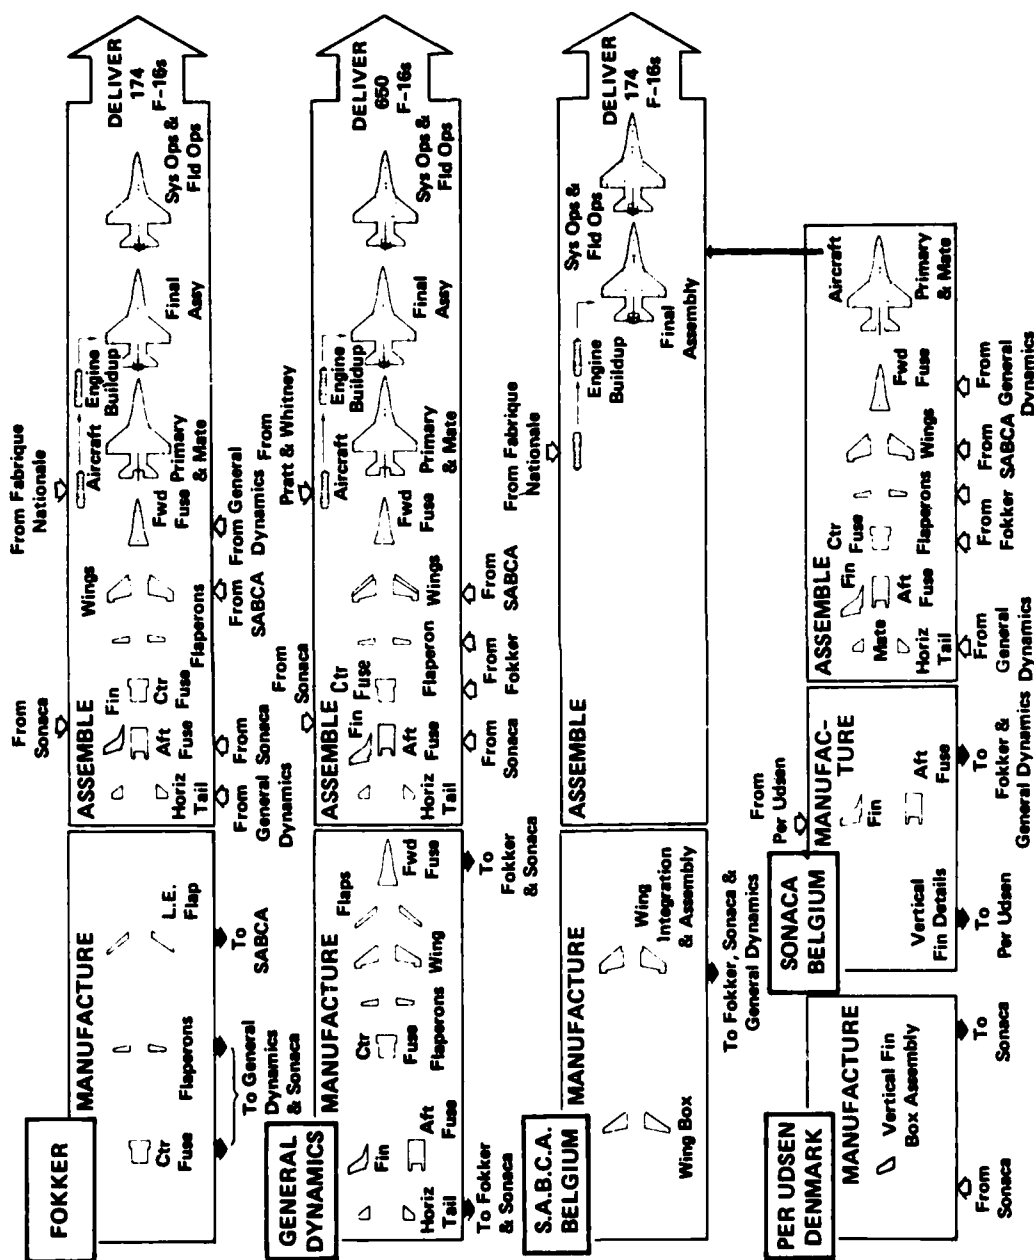 FOKKER
MANUFACTURE
Ctr
Fuse
Flaperons
L.E.
Flap
To General
Dynamics
& Sonaca
To
SABCA
From
Sonaca
From Fabrique
Nationale
ASSEMBLE
Horiz
Tail
Fin
Aft
Fuse
Ctr
Fuse
Flaperons
Wings
Fwd
Fuse
Aircraft
Primary
& Mate
Engine
Buildup
Final
Assy
Sys Ops &
Fld Ops
DELIVER
174
F-16s
From
General
Dynamics
From
Sonaca
From
SABCA
From General
Dynamics
GENERAL
DYNAMICS
MANUFACTURE
Horiz
Tail
Fin
Aft
Fuse
Ctr
Fuse
Flaperons
Wing
Flaps
Fwd
Fuse
To Fokker
& Sonaca
To
Fokker
& Sonaca
From
Sonaca
From
Pratt & Whitney
ASSEMBLE
Horiz
Tail
Fin
Aft
Fuse
Ctr
Fuse
Flaperon
Wings
Fwd
Fuse
Aircraft
Primary
& Mate
Engine
Buildup
Final
Assy
Sys Ops &
Fld Ops
DELIVER
650
F-16s
From
Sonaca
From
Fokker
From
SABCA
S.A.B.C.A.
BELGIUM
MANUFACTURE
Wing Box
Wing
Integration
& Assembly
To Fokker, Sonaca &
General Dynamics
From Fabrique
Nationale
ASSEMBLE
Engine
Buildup
Final
Assembly
Sys Ops &
Fld Ops
DELIVER
174
F-16s
PER UDSEN
DENMARK
MANUFACTURE
Vertical Fin
Box Assembly
From
Sonaca
To
Sonaca
SONACA
BELGIUM
From
Per Udsen
MANUFAC-
TURE
Vertical
Fin Details
Fin
Aft
Fuse
To
Per Udsen
To
Fokker &
General Dynamics
ASSEMBLE
Horiz
Tail
Mate
Fin
Aft
Fuse
Ctr
Fuse
Flaperons
Wings
Fwd
Fuse
Aircraft
Primary
& Mate
From
General
Dynamics
From
Fokker
From
SABCA
From
General
Dynamics